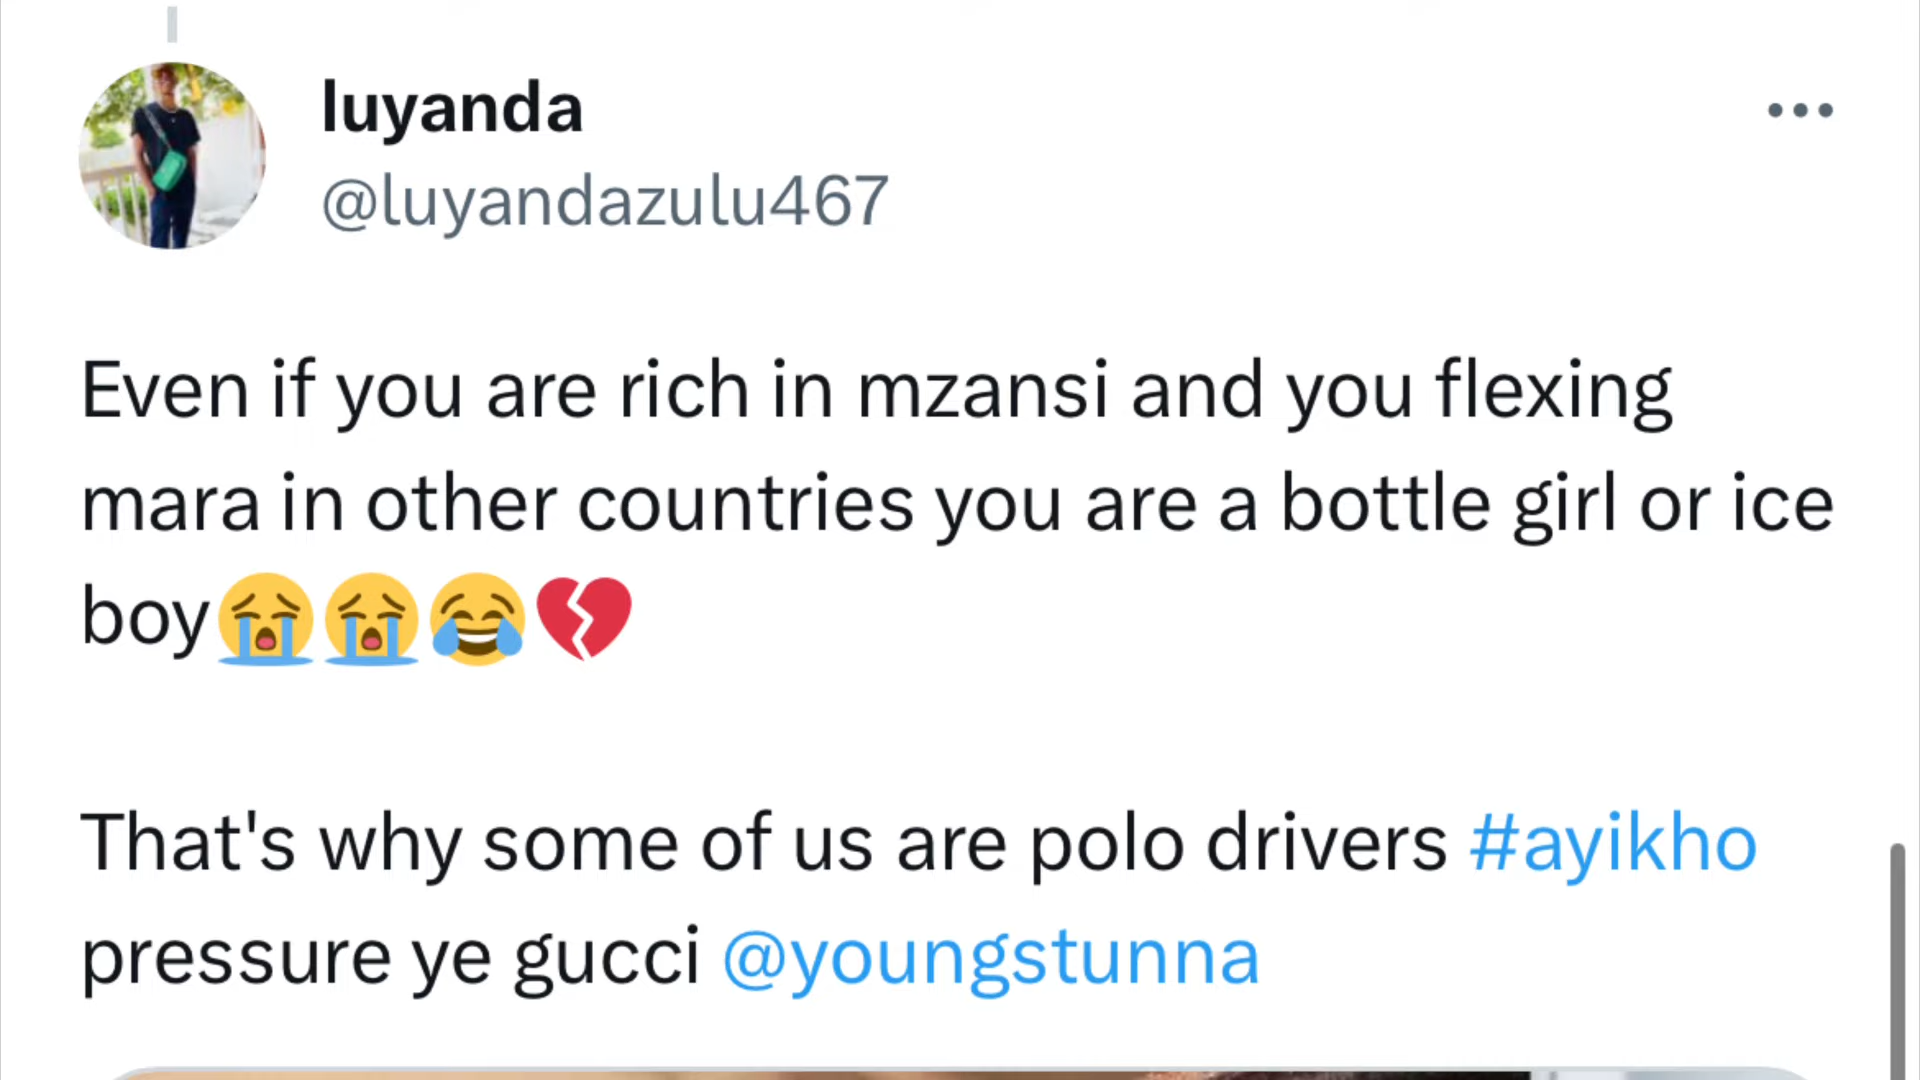 luyanda
@luyandazulu467
Even if you are rich in mzansi and you flexing
mara in other countries you are a bottle girl or ice
boy😭😭😂💔
That's why some of us are polo drivers #ayikho
pressure ye gucci @youngstunna